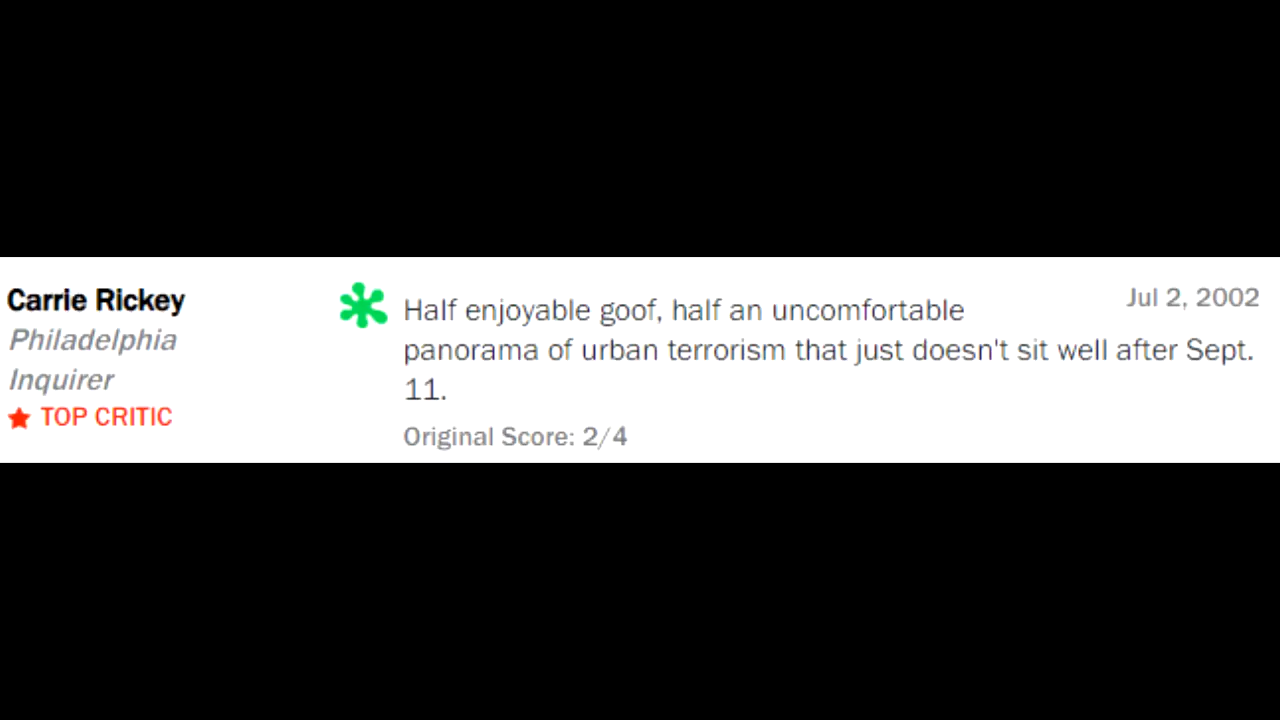 Carrie Rickey
Philadelphia
Inquirer
TOP CRITIC
Half enjoyable goof, half an uncomfortable
panorama of urban terrorism that just doesn't sit well after Sept.
11.
Original Score: 2/4
Jul 2, 2002